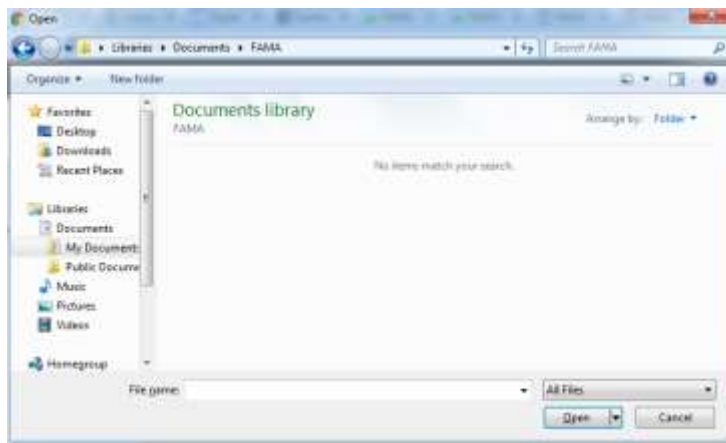 Open
Libraries ▸ Documents ▸ FAMA
Search FAMA
Organize
New folder
Documents library
FAMA
Arrange by: Folder
No items match your search.
Favorites
Desktop
Downloads
Recent Places
Libraries
Documents
My Documents
Public Docume
Music
Pictures
Videos
Homegroup
File name:
All Files
Open
Cancel